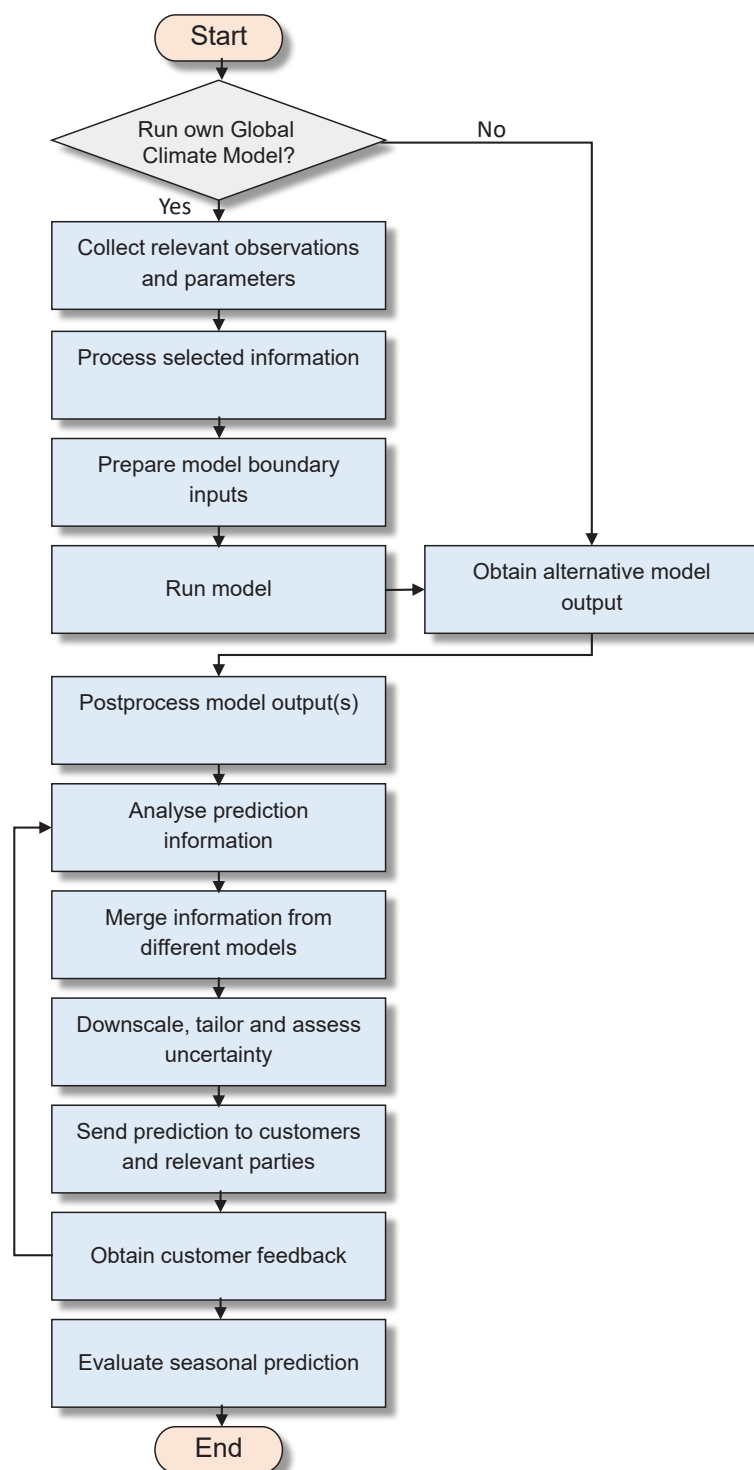 Start
Run own Global
Climate Model?
No
Yes
Collect relevant observations
and parameters
Process selected information
Prepare model boundary
inputs
Run model
Obtain alternative model
output
Postprocess model output(s)
Analyse prediction
information
Merge information from
different models
Downscale, tailor and assess
uncertainty
Send prediction to customers
and relevant parties
Obtain customer feedback
Evaluate seasonal prediction
End